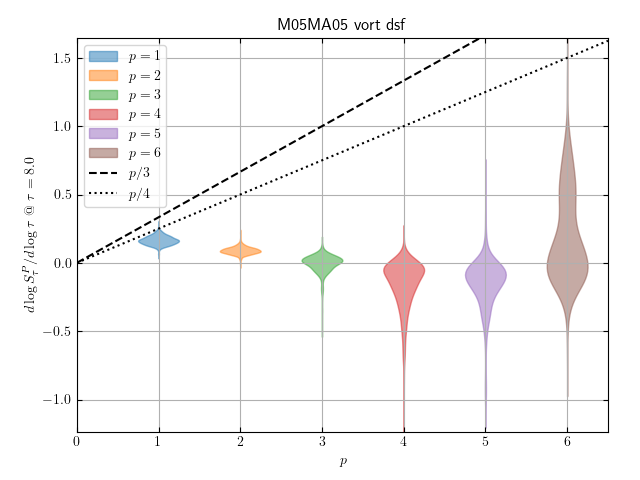 M05MA05 vort dsf
p = 1
p = 2
p = 3
p = 4
p = 5
p = 6
p/3
p/4
d log S_τ^P / d log τ @ τ = 8.0
1.5
1.0
0.5
0.0
−0.5
−1.0
0 1 2 3 4 5 6
p